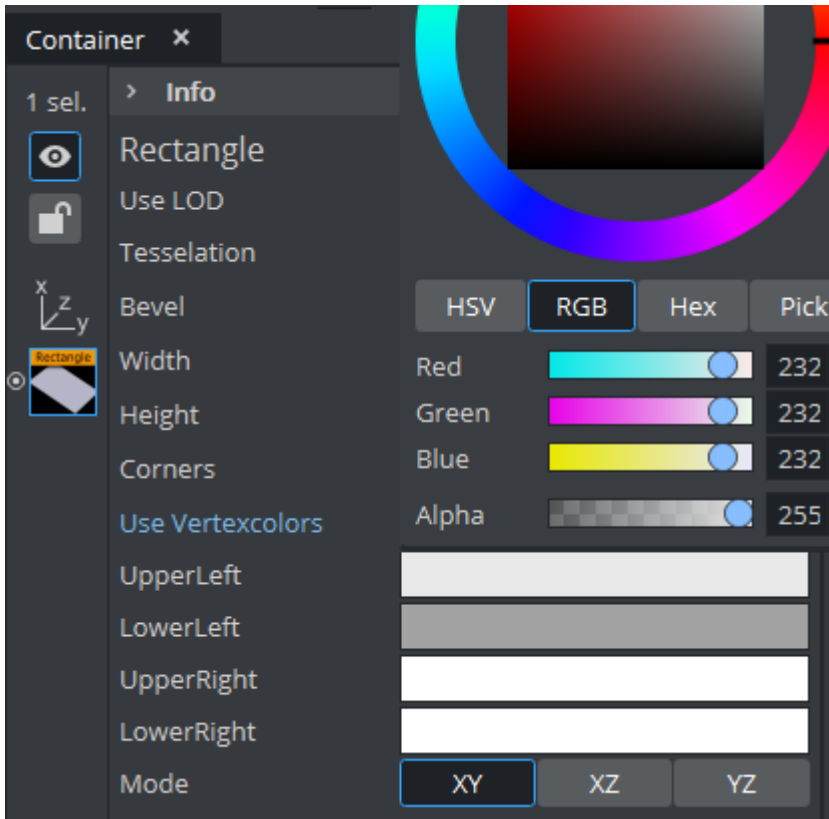 Container ×
1 sel.
> Info
Rectangle
Use LOD
Tesselation
Bevel
Width
Height
Corners
Use Vertexcolors
UpperLeft
LowerLeft
UpperRight
LowerRight
Mode
x
z
y
Rectangle
HSV RGB Hex Pick
Red 232
Green 232
Blue 232
Alpha 255
XY XZ YZ